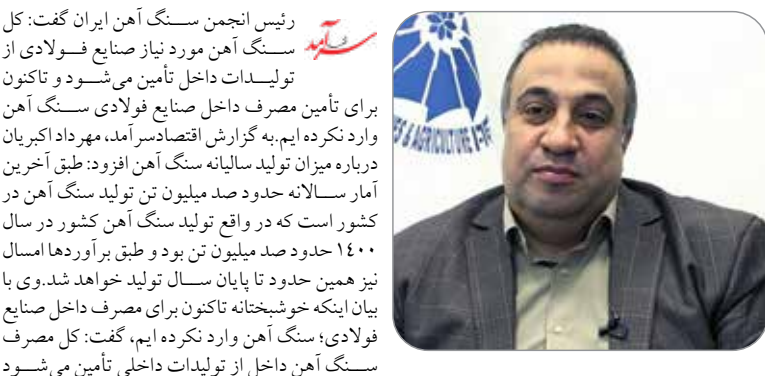 رئیس انجمن سنگ آهن ایران گفت: کل
سرآمد
سنگ آهن مورد نیاز صنایع فولادی از
تولیدات داخل تأمین می‌شود و تاکنون
برای تأمین مصرف داخل صنایع فولادی سنگ آهن
وارد نکرده ایم.به گزارش اقتصادسرآمد، مهرداد اکبریان
درباره میزان تولید سالیانه سنگ آهن افزود: طبق آخرین
آمار سالانه حدود صد میلیون تن تولید سنگ آهن در
کشور است که در واقع تولید سنگ آهن کشور در سال
۱٤۰۰ حدود صد میلیون تن بود و طبق برآوردها امسال
نیز همین حدود تا پایان سال تولید خواهد شد.وی با
بیان اینکه خوشبختانه تاکنون برای مصرف داخل صنایع
فولادی؛ سنگ آهن وارد نکرده ایم، گفت: کل مصرف
سنگ آهن داخل از تولیدات داخلی تأمین می‌شود
ES & AGRICULTURE